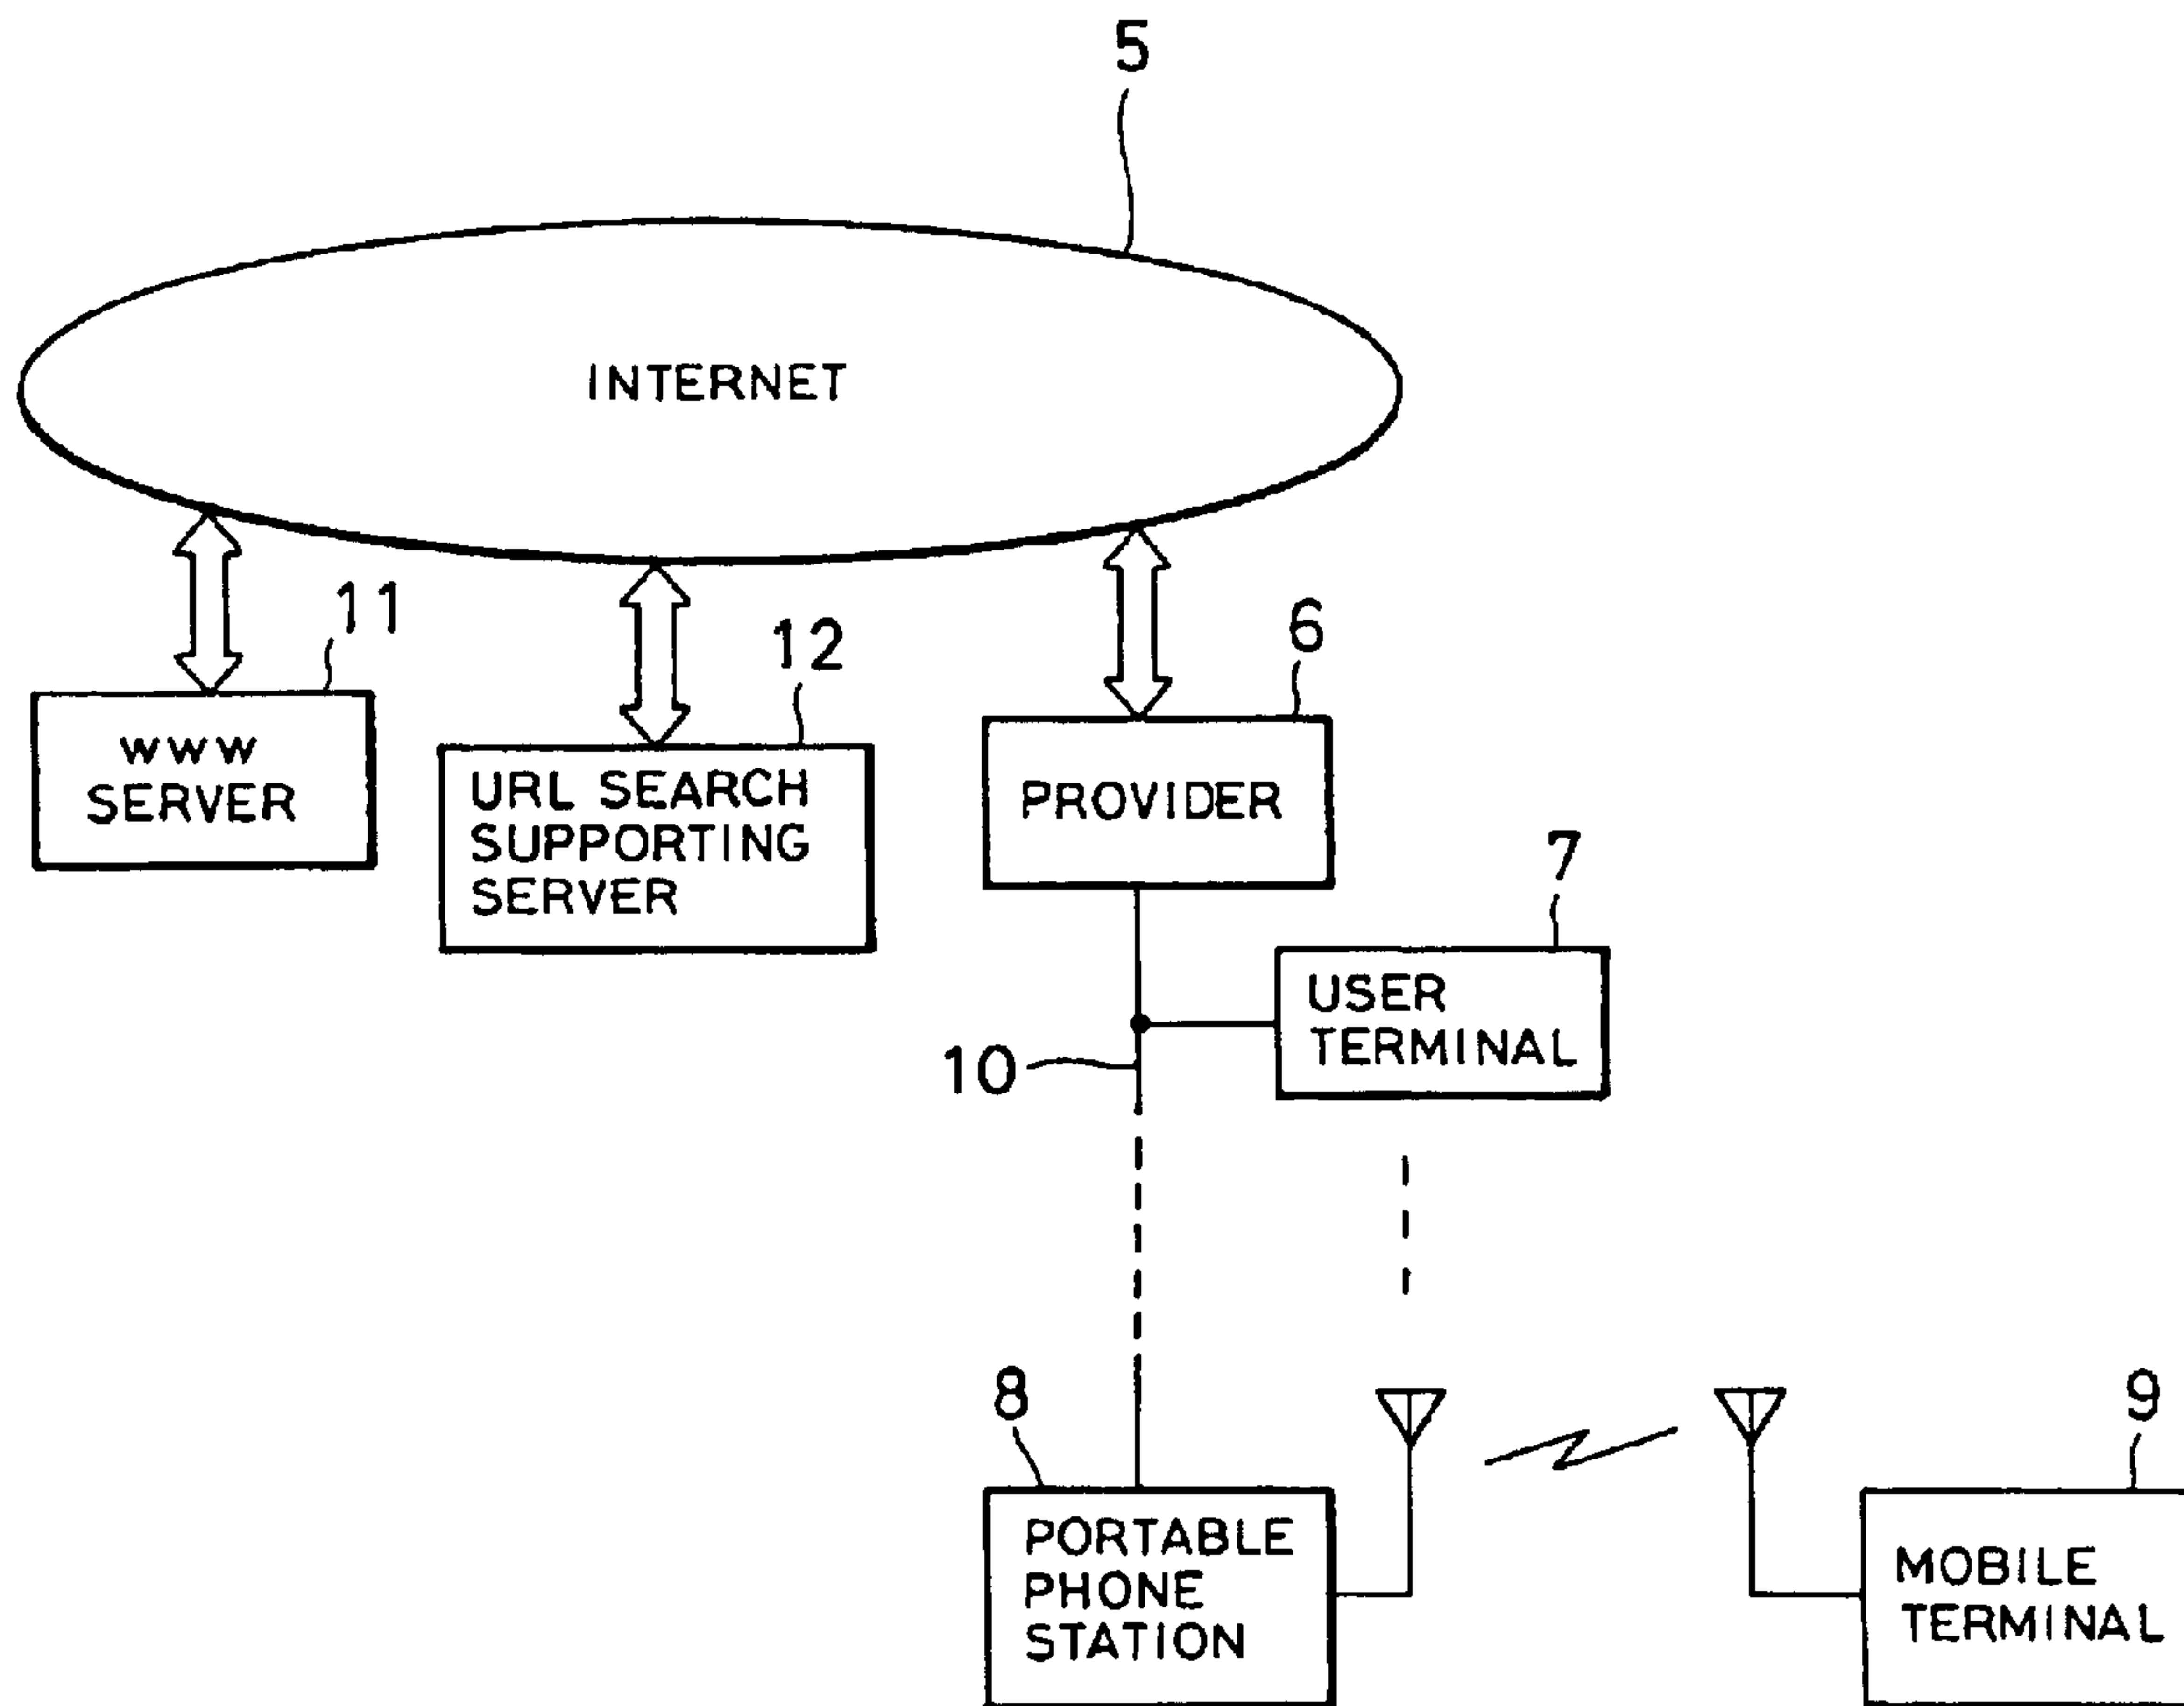 5
INTERNET
11
12
6
WWW
SERVER
URL SEARCH
SUPPORTING
SERVER
PROVIDER
7
USER
TERMINAL
10
8
9
PORTABLE
PHONE
STATION
MOBILE
TERMINAL